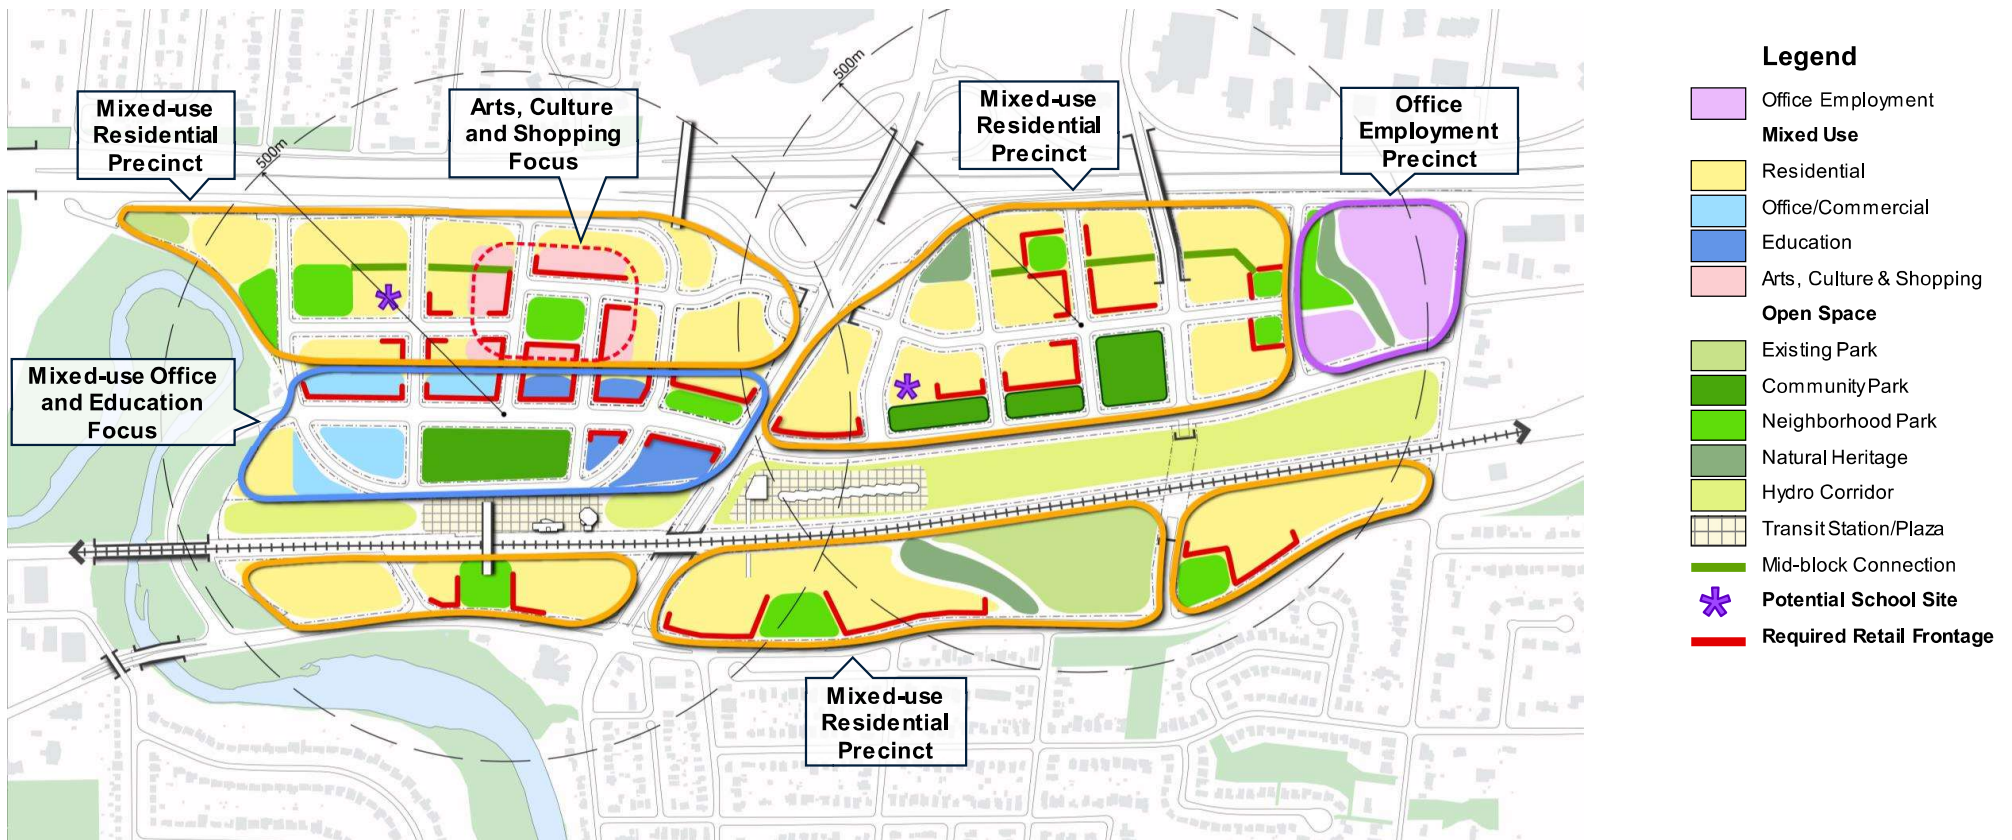 Mixed-use
Residential
Precinct
Arts, Culture
and Shopping
Focus
Mixed-use
Residential
Precinct
Office
Employment
Precinct
500m
500m
Mixed-use Office
and Education
Focus
Mixed-use
Residential
Precinct
Legend
Office Employment
Mixed Use
Residential
Office/Commercial
Education
Arts, Culture & Shopping
Open Space
Existing Park
Community Park
Neighborhood Park
Natural Heritage
Hydro Corridor
Transit Station/Plaza
Mid-block Connection
Potential School Site
Required Retail Frontage